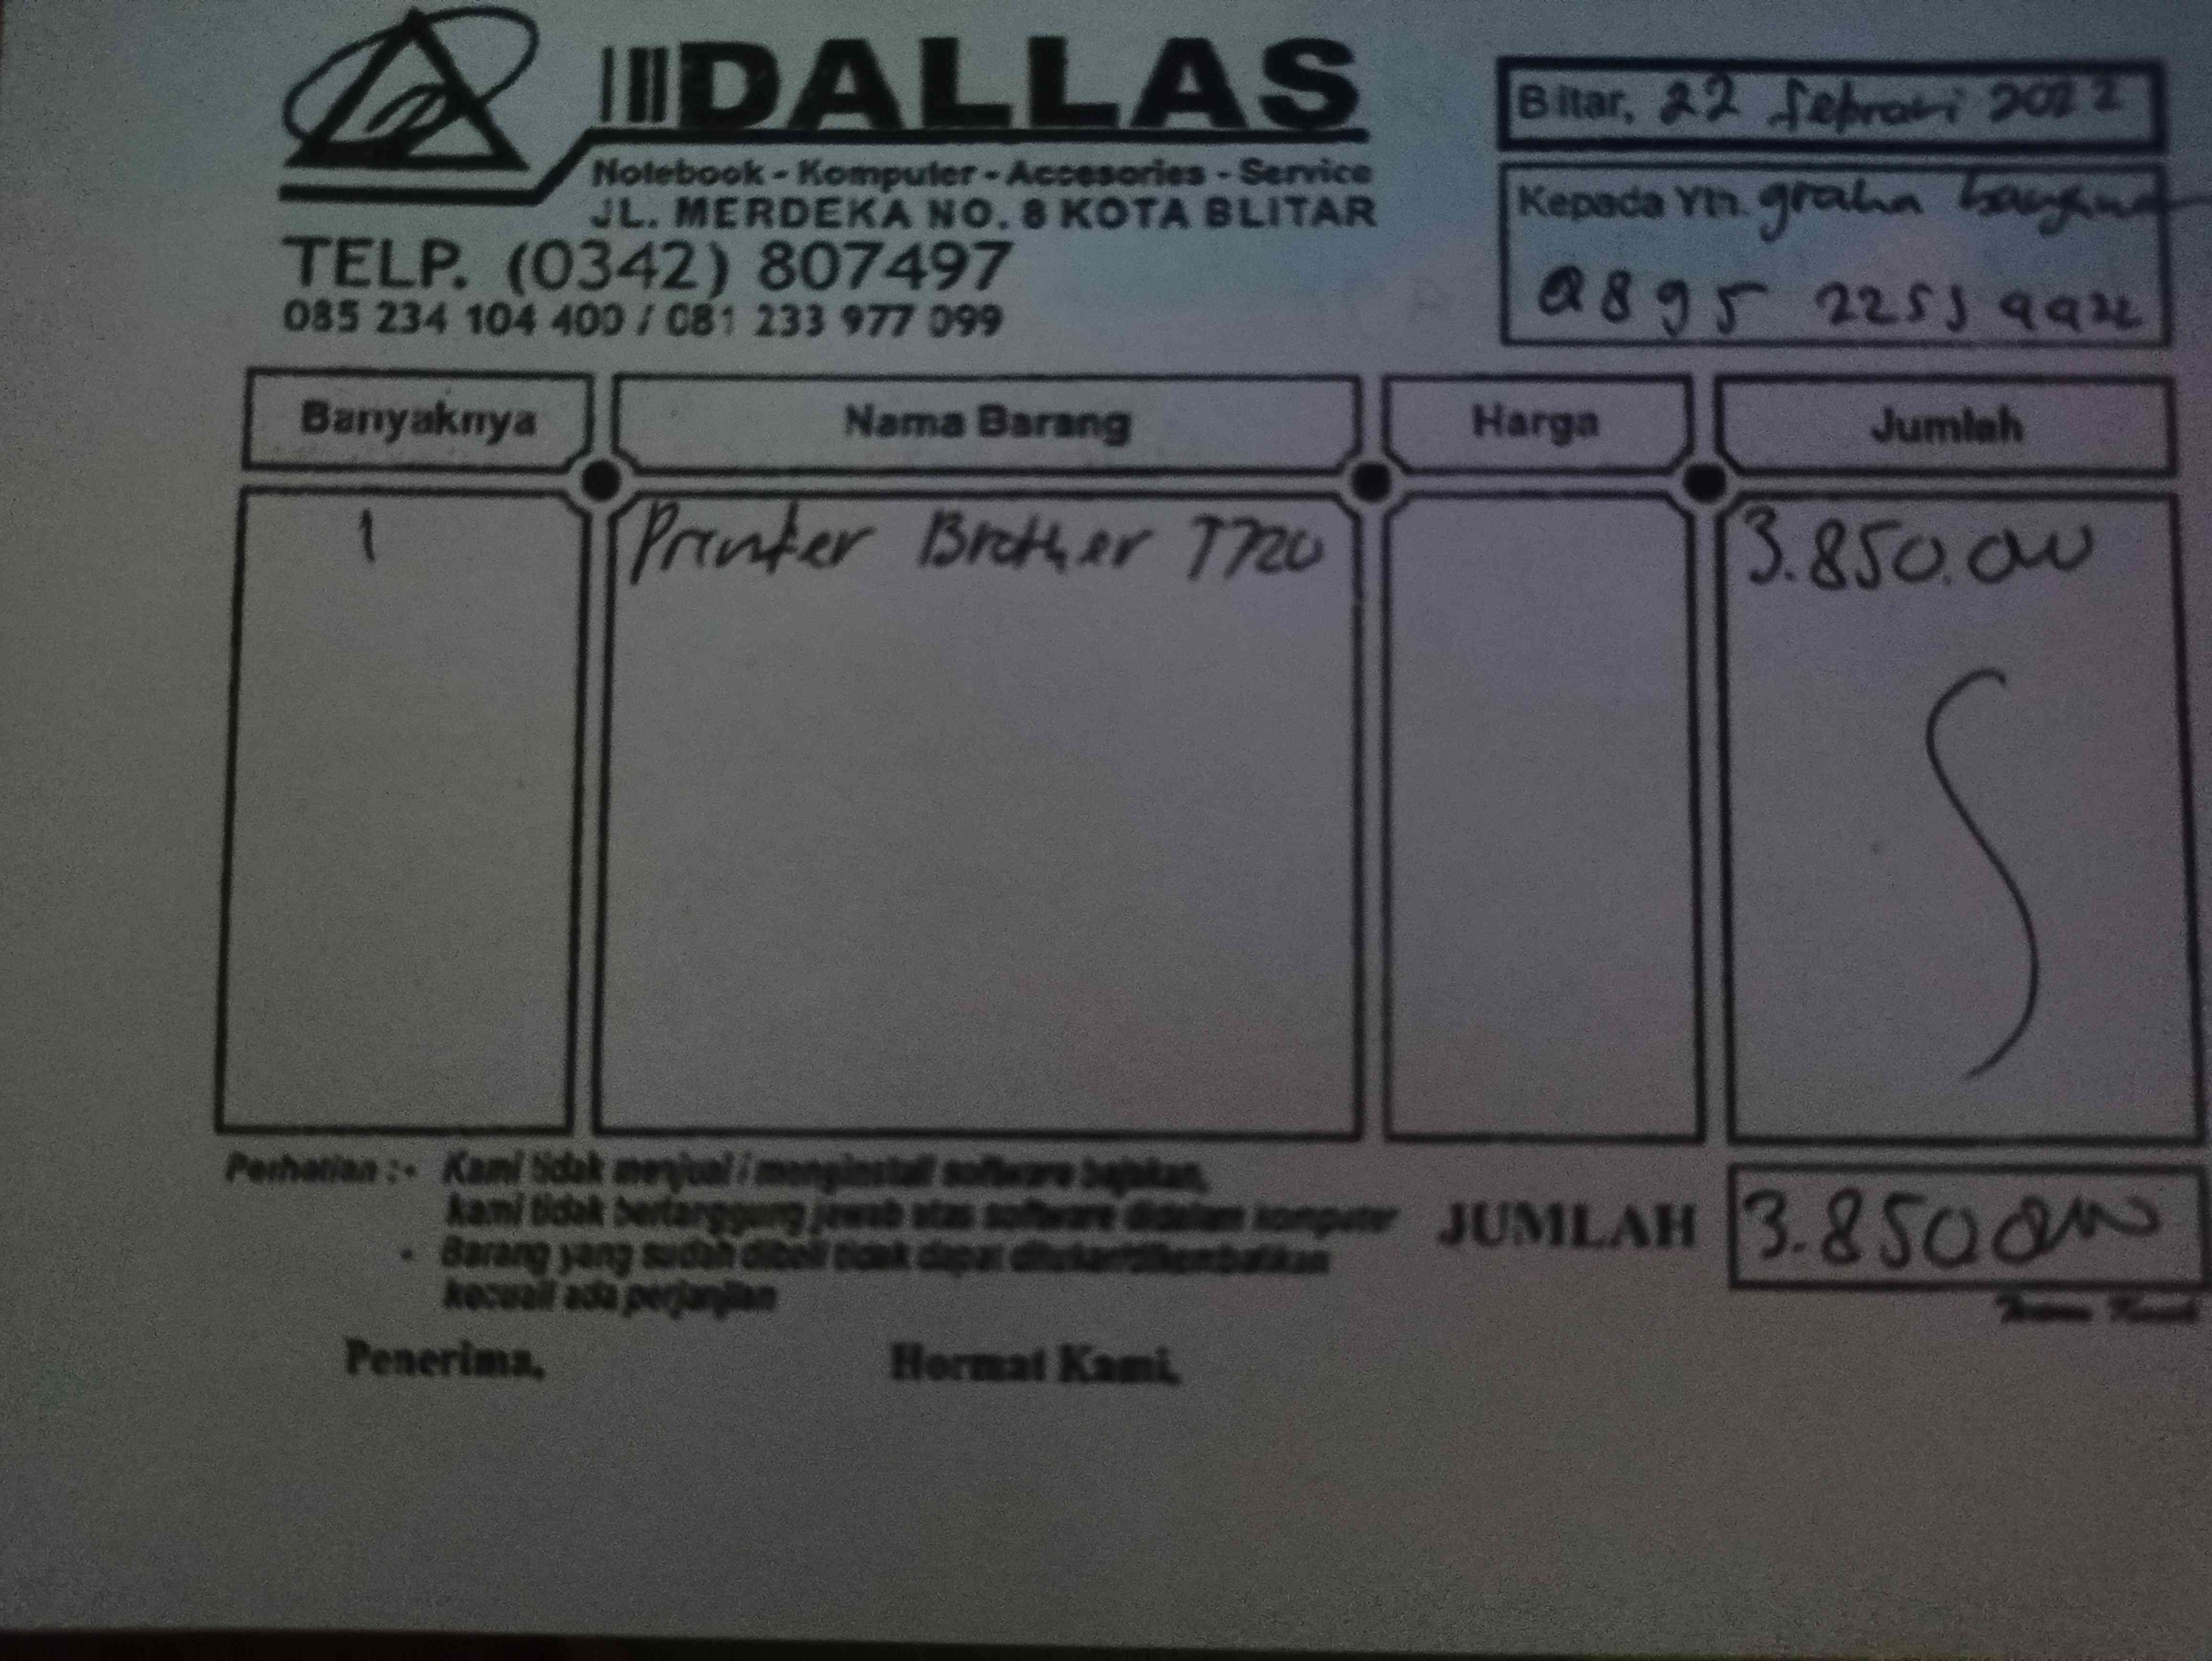 DALLAS
Notebook - Komputer - Accesories - Service
JL. MERDEKA NO. 8 KOTA BLITAR
TELP. (0342) 807497
085 234 104 400 / 081 233 977 099
Blitar, 22 februari 2022
Kepada Yth. graha
0895
Banyaknya Nama Barang Harga Jumlah
1 Printer Brother T720 3.850.000
Perhatian : - Kami tidak menjual / menginstall software bajakan,
kami tidak bertanggung jawab atas software didalam komputer
- Barang yang sudah dibeli tidak dapat ditukar/dikembalikan
kecuali ada perjanjian
JUMLAH 3.850.000
Penerima, Hormat Kami,